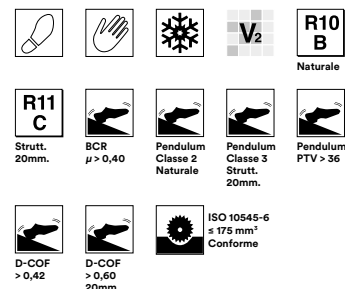 V2
R10
B
Naturale
R11
C
Strutt.
20mm.
BCR
µ > 0,40
Pendulum
Classe 2
Naturale
Pendulum
Classe 3
Strutt.
20mm.
Pendulum
PTV > 36
D-COF
> 0,42
D-COF
> 0,60
20mm
ISO 10545-6
≤ 175 mm³
Conforme